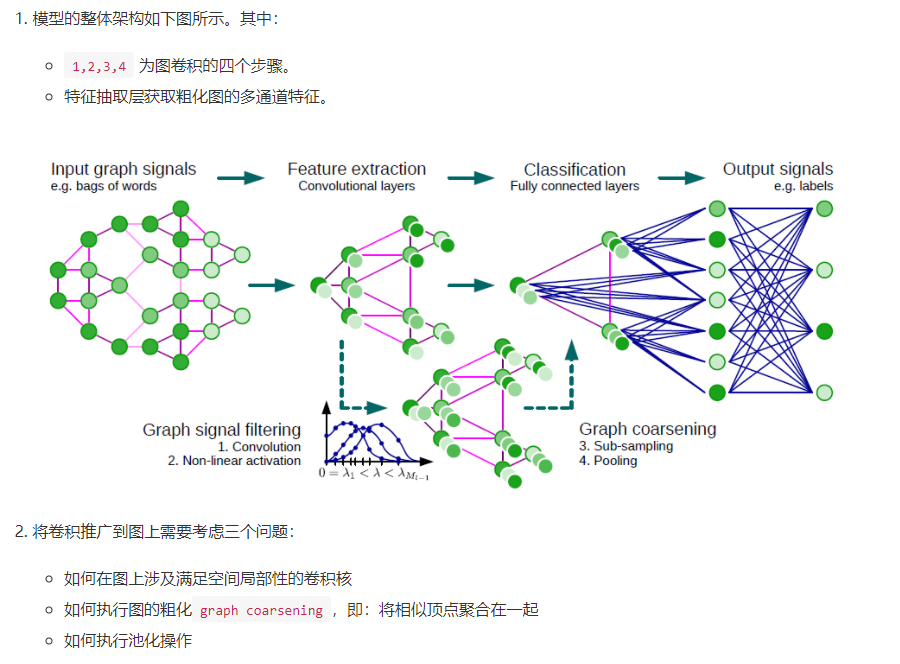 1. 模型的整体架构如下图所示。其中：
1,2,3,4 为图卷积的四个步骤。
特征抽取层获取粗化图的多通道特征。
Input graph signals
e.g. bags of words
Feature extraction
Convolutional layers
Classification
Fully connected layers
Output signals
e.g. labels
Graph signal filtering
1. Convolution
2. Non-linear activation
0 = λ₁ < λ < λ_{M_{l-1}}
Graph coarsening
3. Sub-sampling
4. Pooling
2. 将卷积推广到图上需要考虑三个问题：
如何在图上涉及满足空间局部性的卷积核
如何执行图的粗化 graph coarsening ，即：将相似顶点聚合在一起
如何执行池化操作